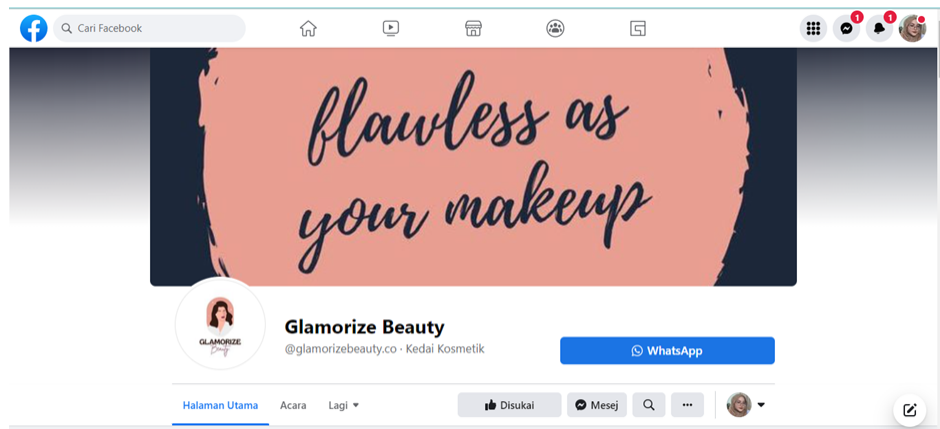 Cari Facebook
1
1
flawless as
your makeup
GLAMORIZE
Beauty
Glamorize Beauty
@glamorizebeauty.co · Kedai Kosmetik
WhatsApp
Halaman Utama
Acara
Lagi
Disukai
Mesej